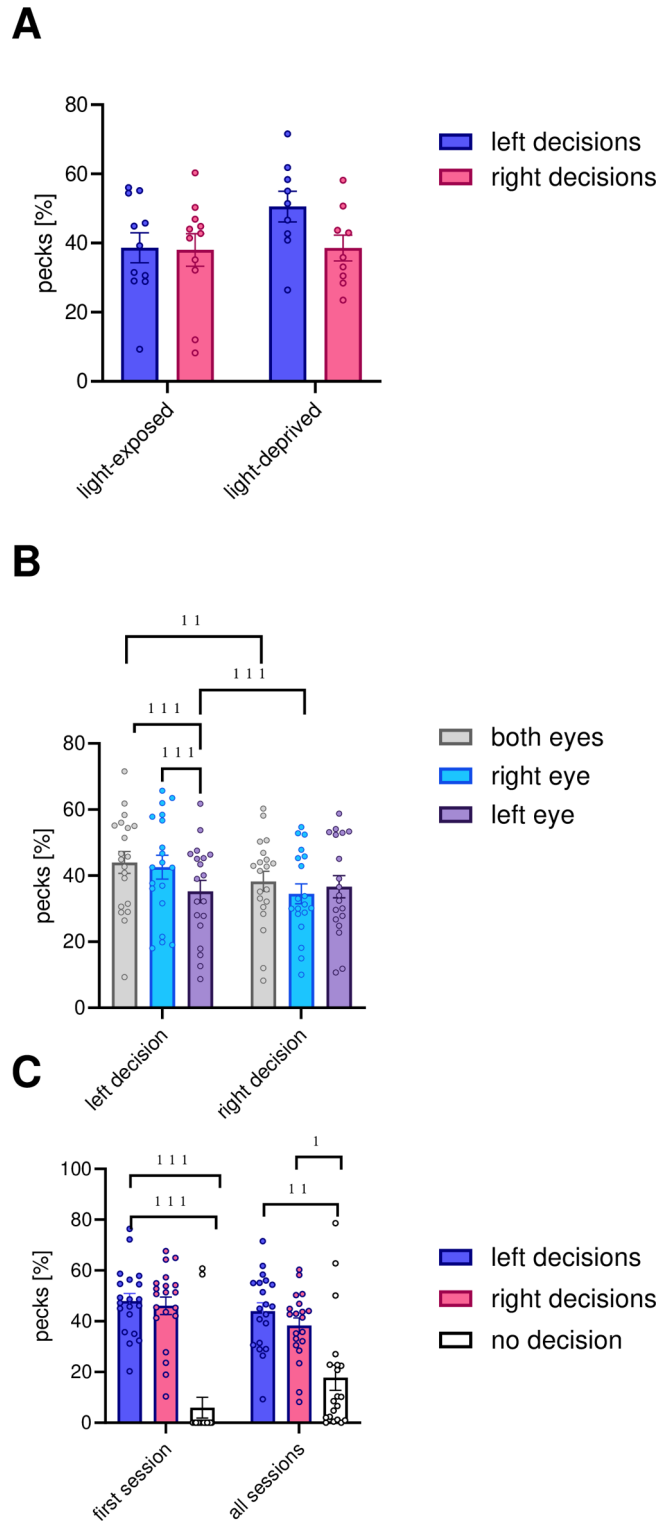 A
80
60
40
20
0
pecks [%]
light-exposed
light-deprived
left decisions
right decisions
B
1 1
1 1 1
1 1 1
1 1 1
80
60
40
20
0
pecks [%]
left decision
right decision
both eyes
right eye
left eye
C
1
1 1 1
1 1
1 1 1
100
80
60
40
20
0
pecks [%]
first session
all sessions
left decisions
right decisions
no decision